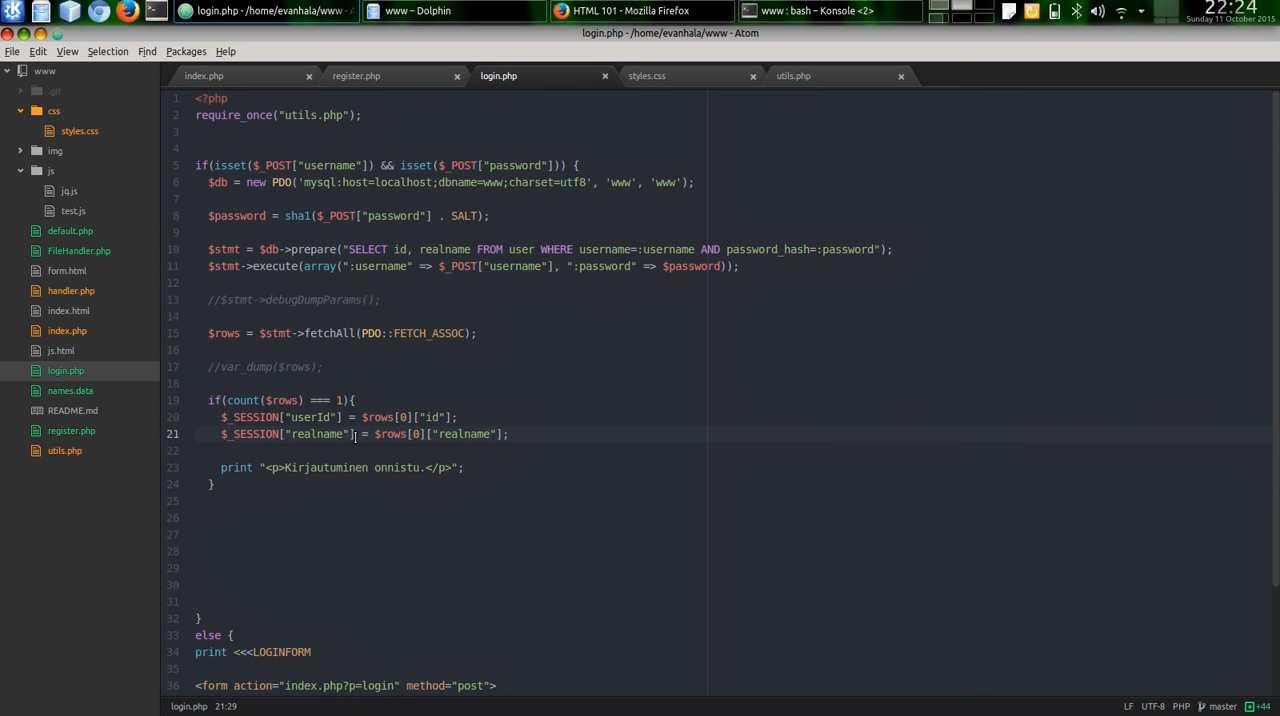 login.php - /home/evanhala/www -
www – Dolphin
HTML 101 - Mozilla Firefox
www : bash – Konsole <2>
22:24
Sunday 11 October 2015
login.php - /home/evanhala/www - Atom
File Edit View Selection Find Packages Help
www
.git
css
styles.css
img
js
jq.js
test.js
default.php
FileHandler.php
form.html
handler.php
index.html
index.php
js.html
login.php
names.data
README.md
register.php
utils.php
index.php register.php login.php styles.css utils.php
1 <?php
2 require_once("utils.php");
3
4
5 if(isset($_POST["username"]) && isset($_POST["password"])) {
6 $db = new PDO('mysql:host=localhost;dbname=www;charset=utf8', 'www', 'www');
7
8 $password = sha1($_POST["password"] . SALT);
9
10 $stmt = $db->prepare("SELECT id, realname FROM user WHERE username=:username AND password_hash=:password");
11 $stmt->execute(array(":username" => $_POST["username"], ":password" => $password));
12
13 //$stmt->debugDumpParams();
14
15 $rows = $stmt->fetchAll(PDO::FETCH_ASSOC);
16
17 //var_dump($rows);
18
19 if(count($rows) === 1){
20 $_SESSION["userId"] = $rows[0]["id"];
21 $_SESSION["realname"] = $rows[0]["realname"];
22
23 print "<p>Kirjautuminen onnistu.</p>";
24 }
25
26
27
28
29
30
31
32 }
33 else {
34 print <<<LOGINFORM
35
36 <form action="index.php?p=login" method="post">
login.php 21:29
LF UTF-8 PHP master +44